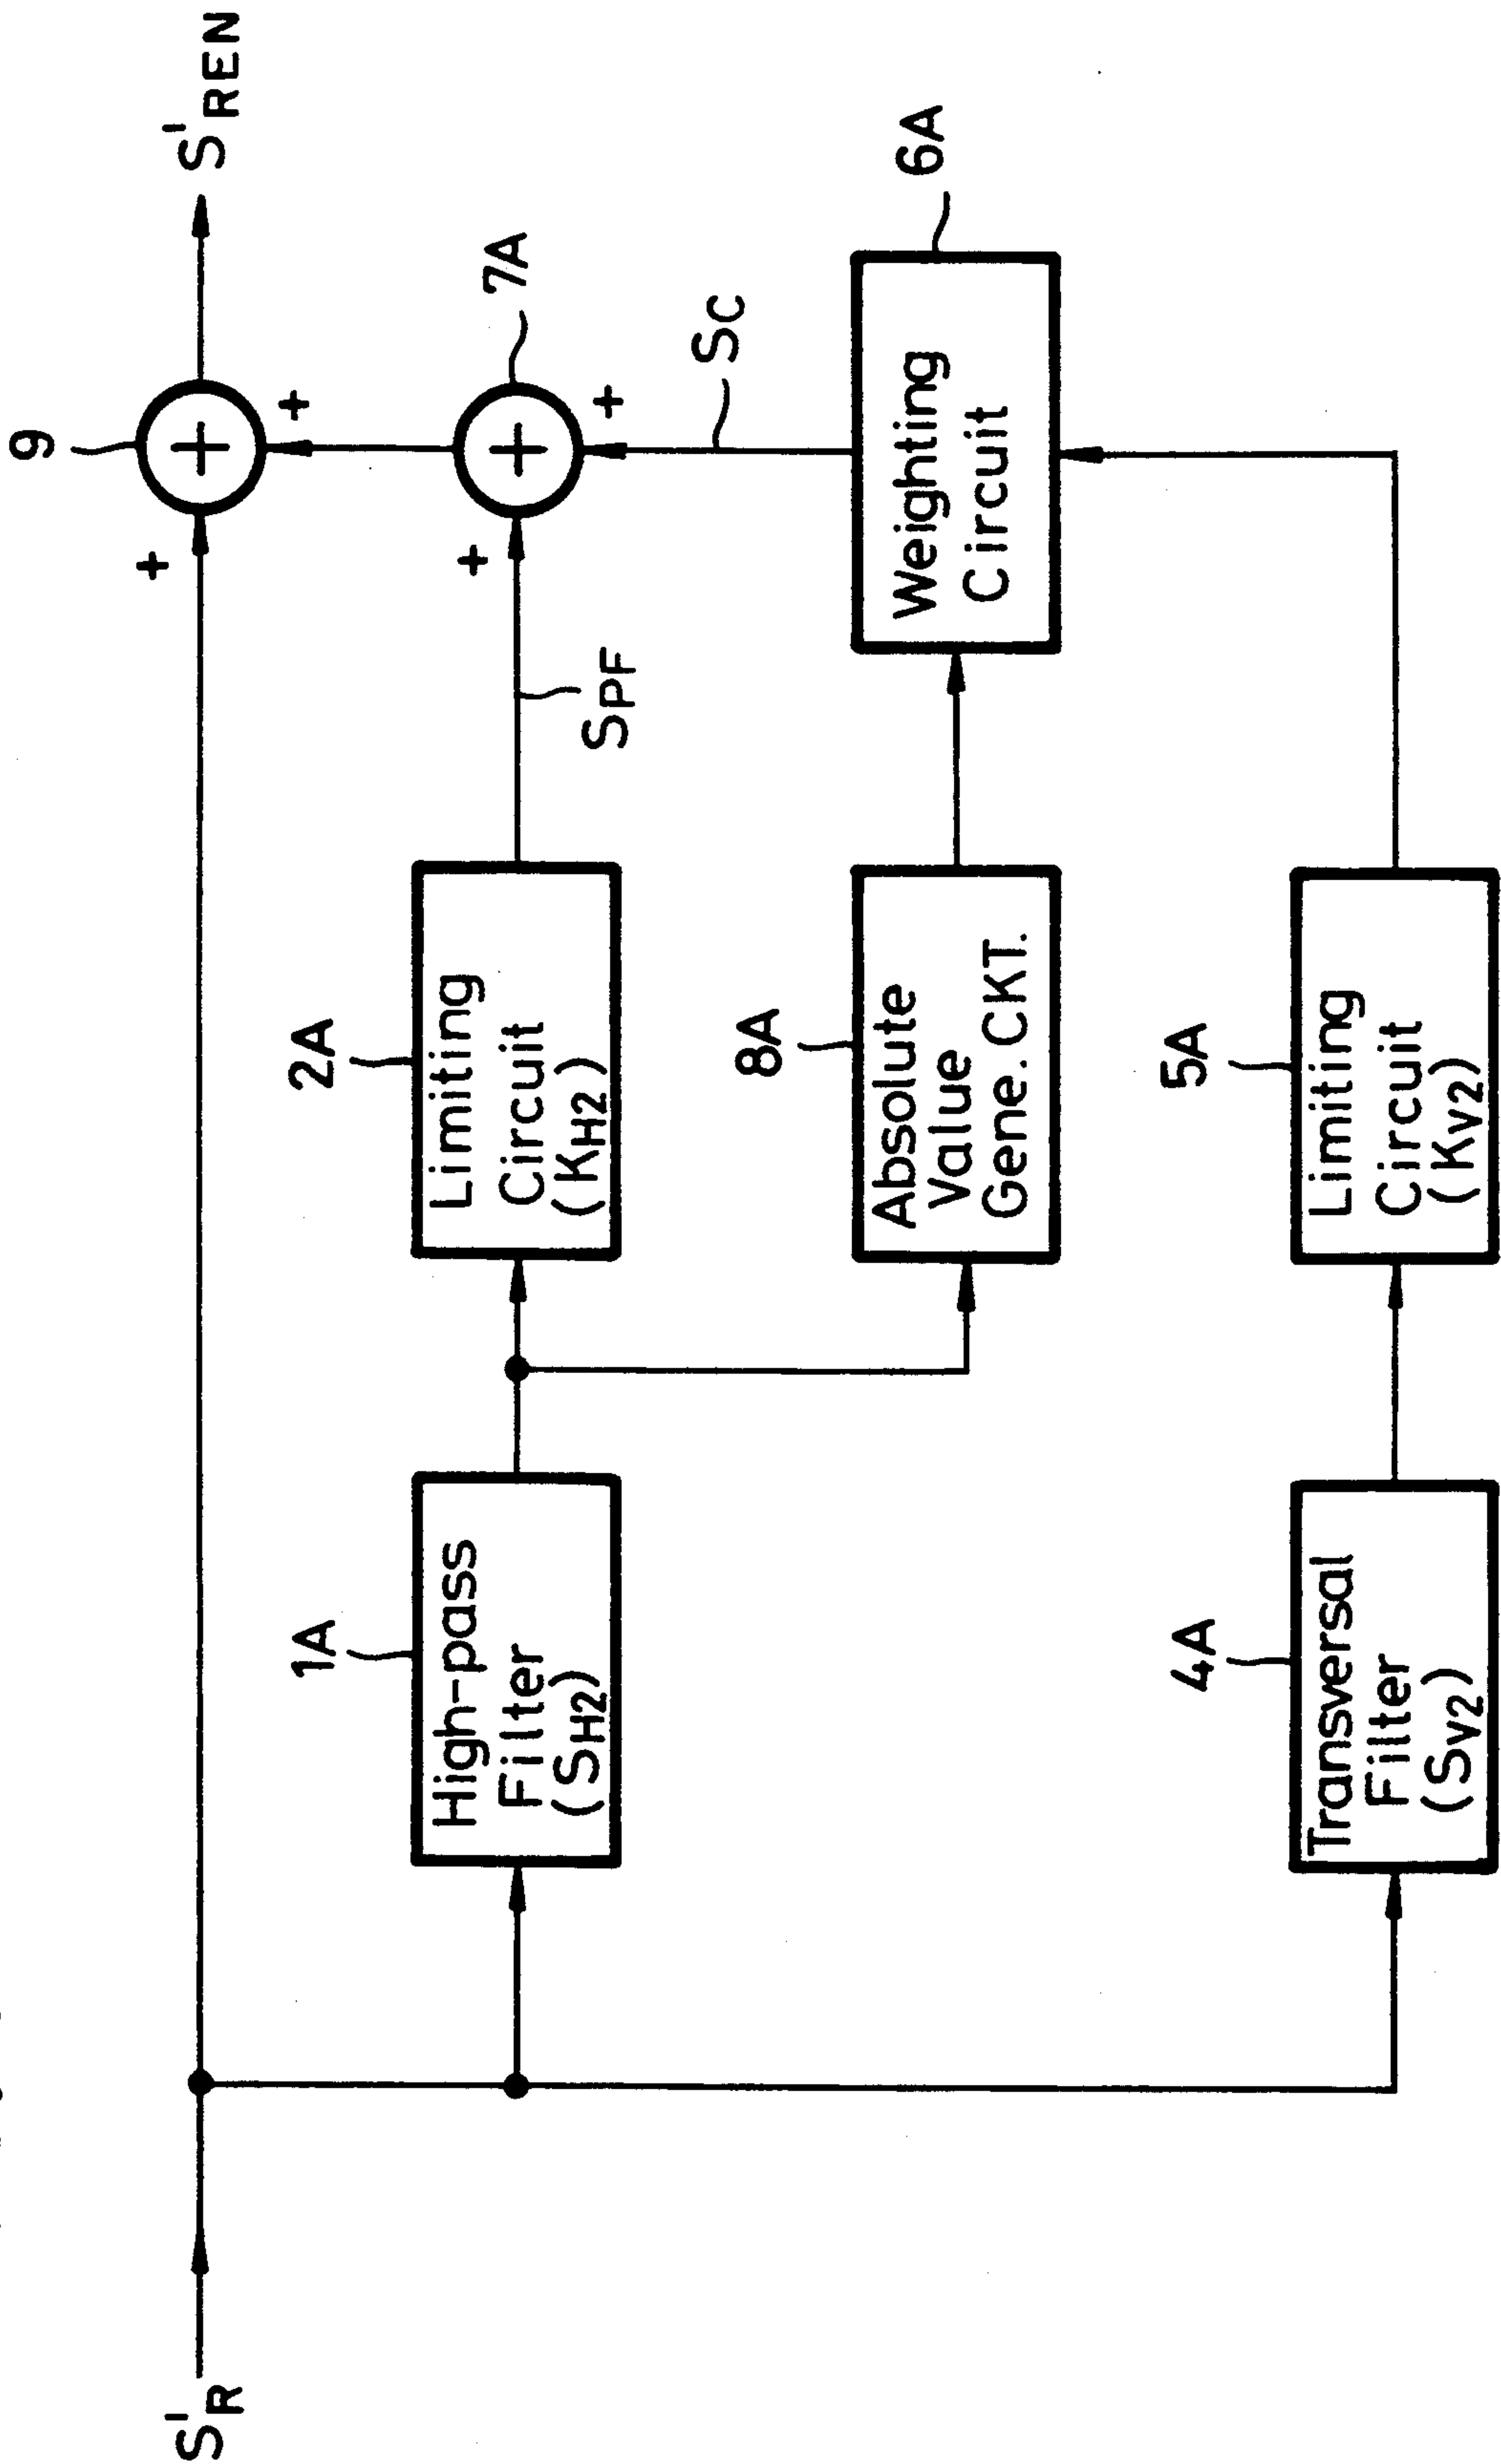 9
S'REN
7A
6A
SC
SPF
Weighting
Circuit
2A
Limiting
Circuit
(KH2)
8A
Absolute
Value
Gene. CKT.
5A
Limiting
Circuit
(KV2)
1A
High-pass
Filter
(SH2)
4A
Transversal
Filter
(SV2)
S'R
+
+
+
+
+
+